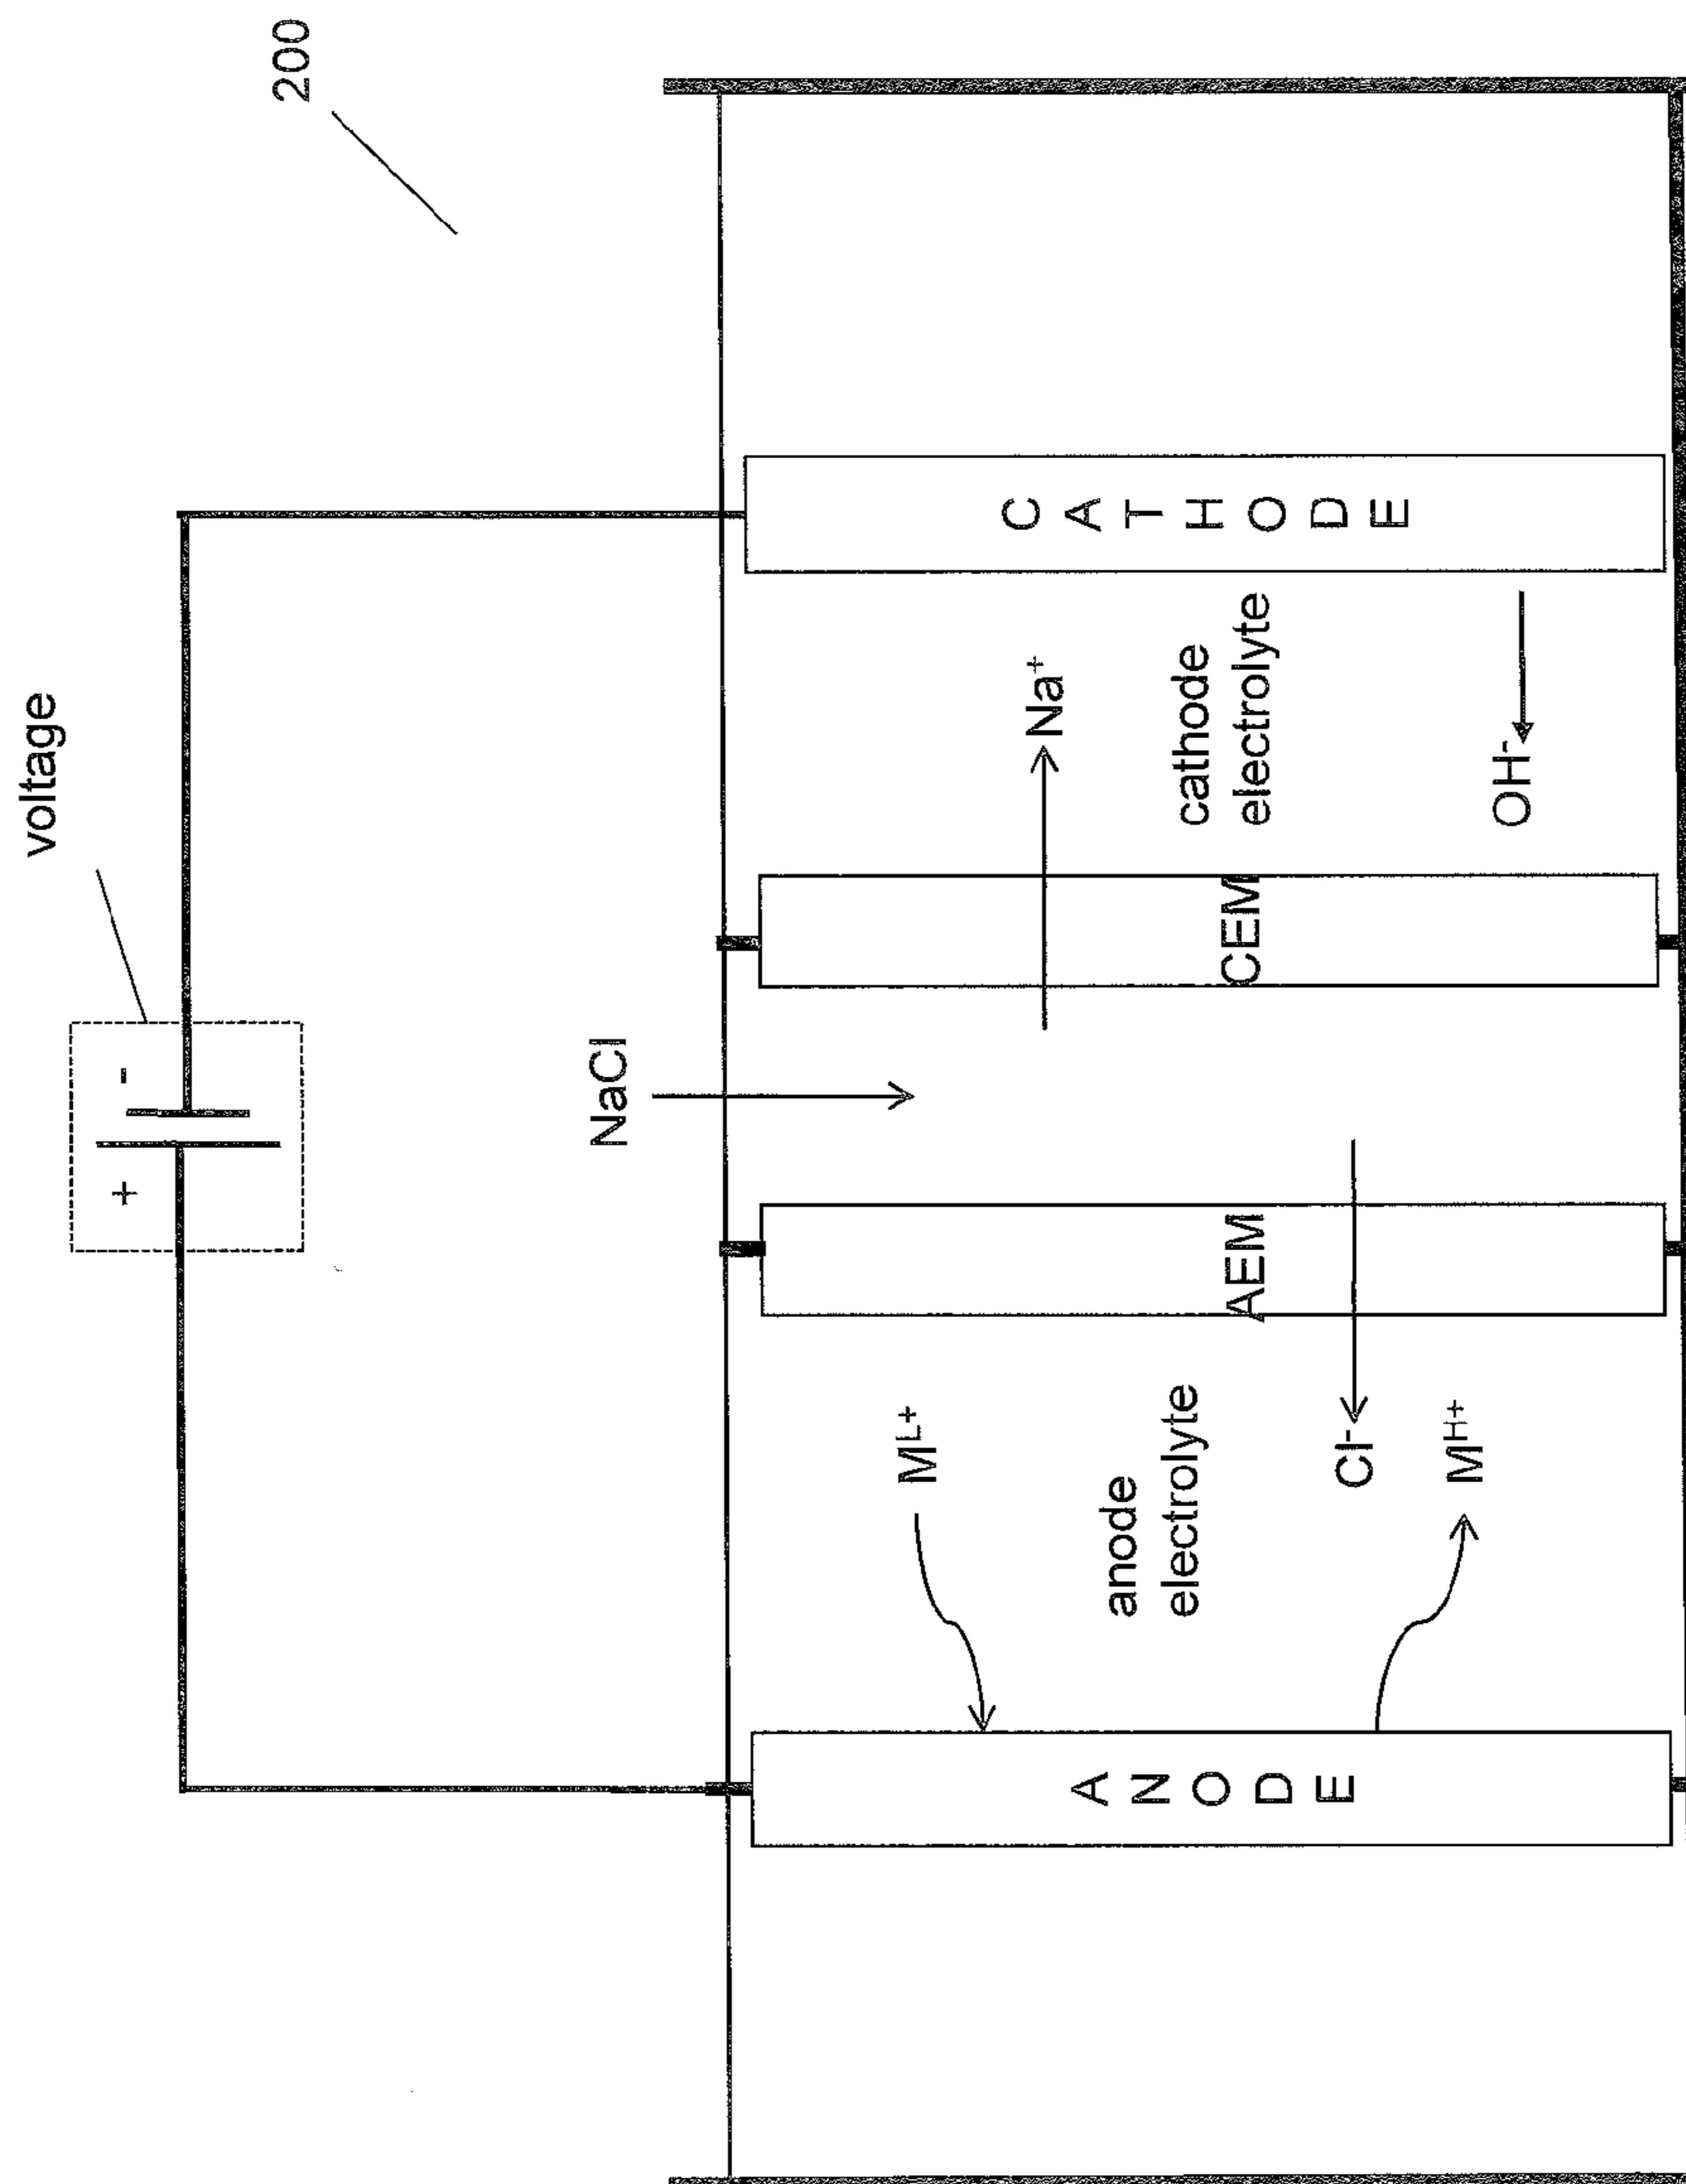 200
voltage
+ -
NaCl
ANODE
anode
electrolyte
Mᴸ⁺
Cl⁻
Mᴴ⁺
AEM
CEM
Na⁺
cathode
electrolyte
OH⁻
CATHODE